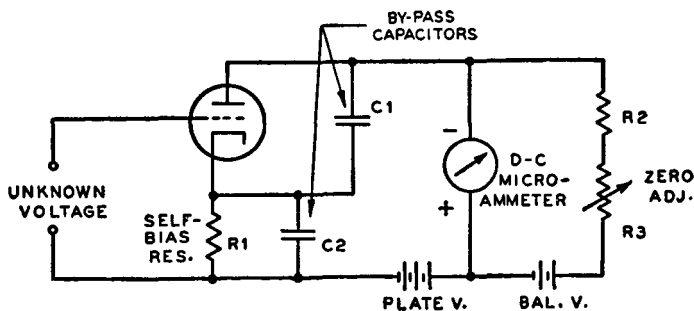 BY-PASS
CAPACITORS
C1
R2
-
D-C
MICRO-
AMMETER
+
ZERO
ADJ.
R3
UNKNOWN
VOLTAGE
SELF-
BIAS
RES.
R1
C2
PLATE V.
BAL. V.